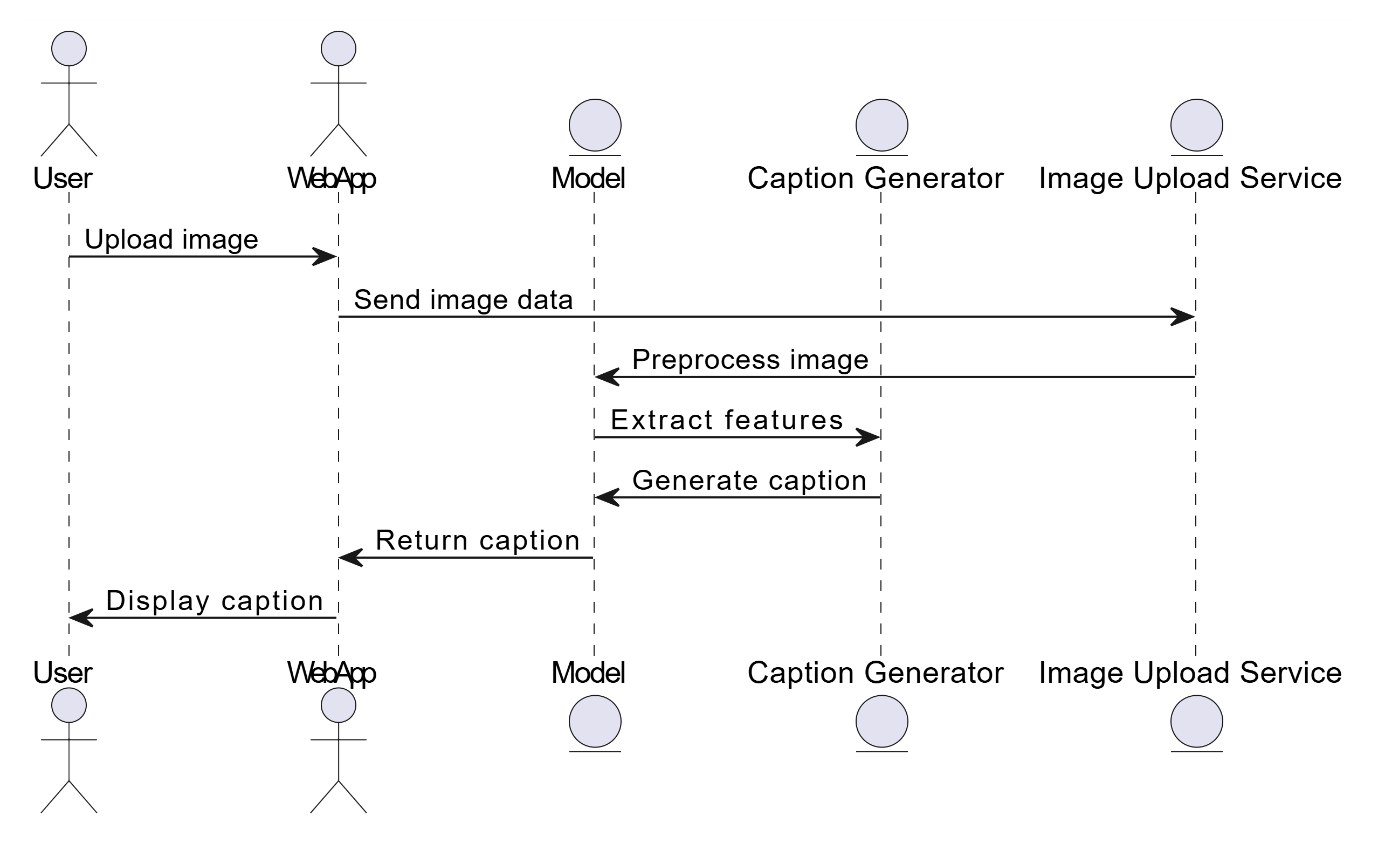 User WebApp Model Caption Generator Image Upload Service
Upload image
Send image data
Preprocess image
Extract features
Generate caption
Return caption
Display caption
User WebApp Model Caption Generator Image Upload Service